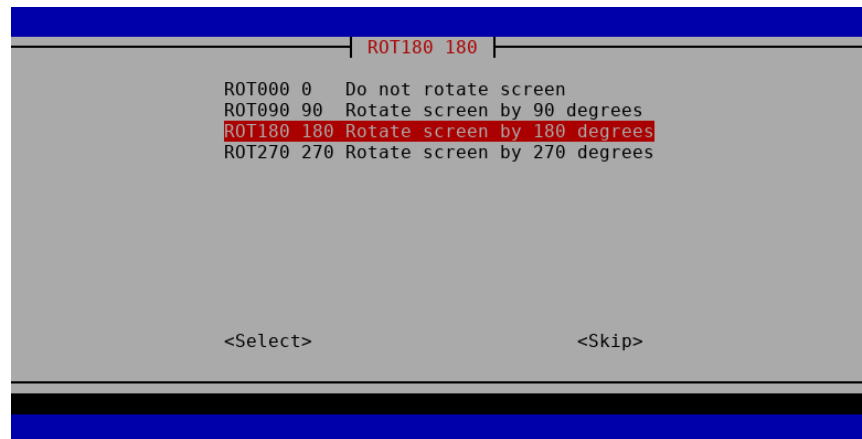 ROT180 180
ROT000 0 Do not rotate screen
ROT090 90 Rotate screen by 90 degrees
ROT180 180 Rotate screen by 180 degrees
ROT270 270 Rotate screen by 270 degrees
<Select> <Skip>